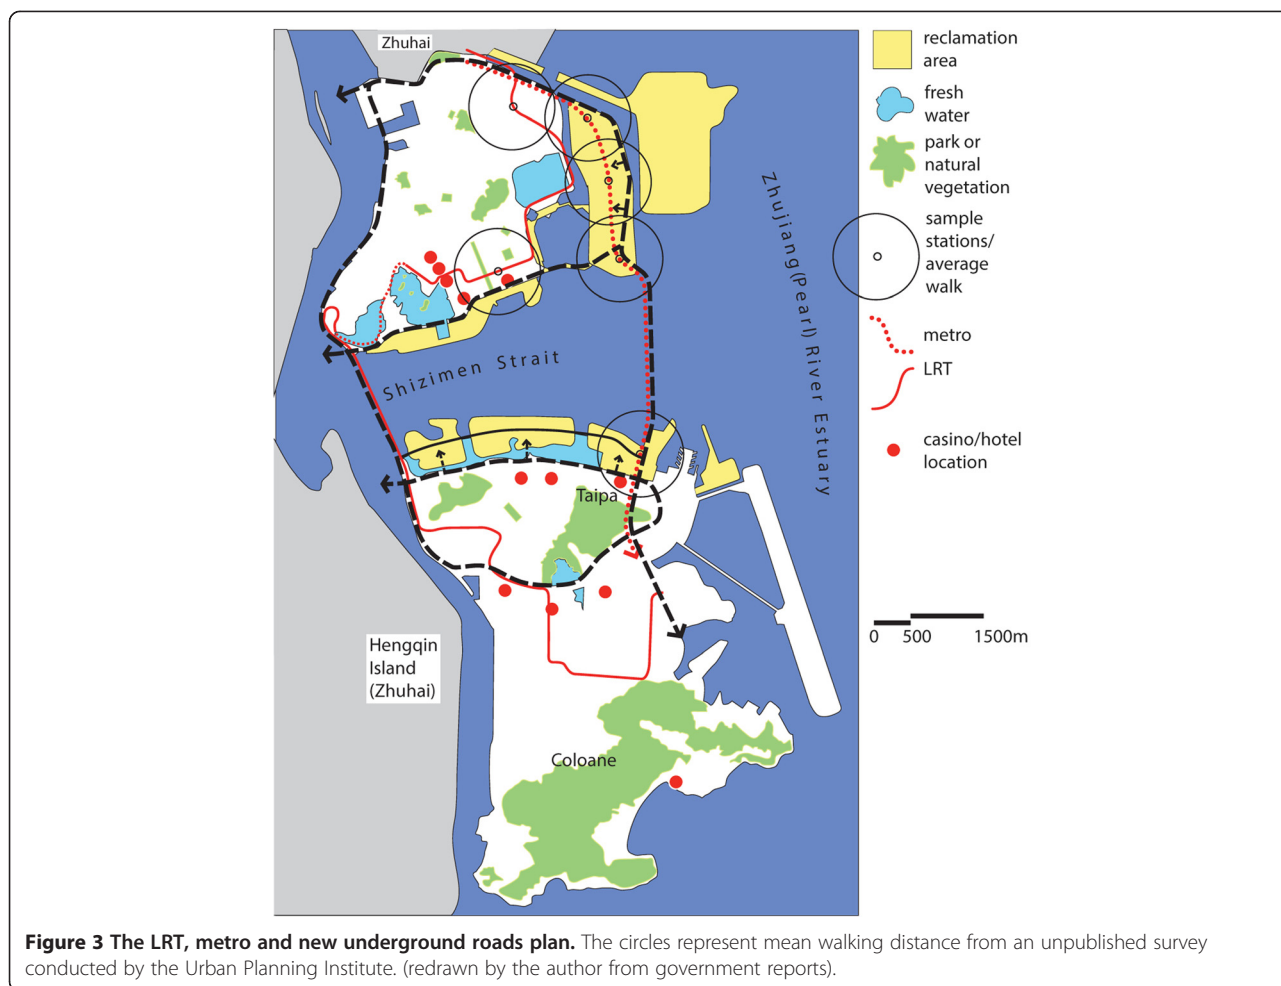 Zhuhai
Zhujiang (Pearl) River Estuary
Shizimen Strait
Taipa
Hengqin
Island
(Zhuhai)
Coloane
reclamation
area
fresh
water
park or
natural
vegetation
sample
stations/
average
walk
metro
LRT
casino/hotel
location
0 500 1500m
Figure 3 The LRT, metro and new underground roads plan. The circles represent mean walking distance from an unpublished survey
conducted by the Urban Planning Institute. (redrawn by the author from government reports).